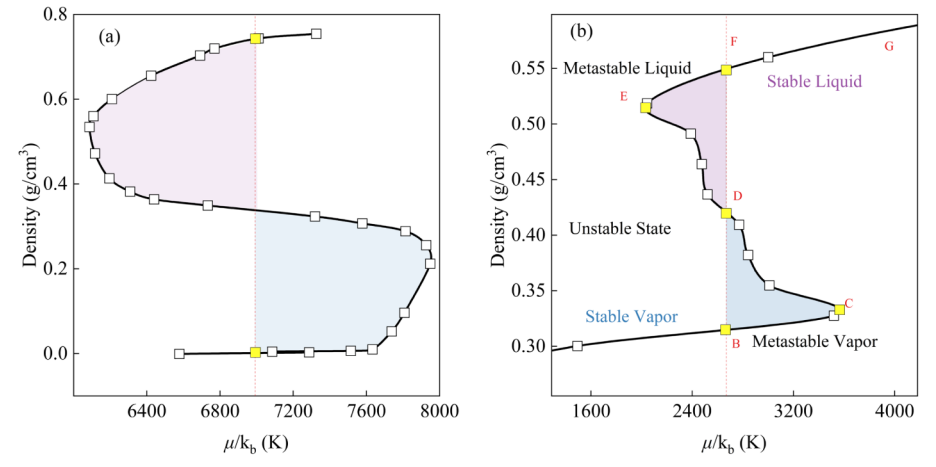 (a)
Density (g/cm³)
0.8
0.6
0.4
0.2
0.0
6400 6800 7200 7600 8000
μ/k_b (K)
(b)
Density (g/cm³)
0.55
0.50
0.45
0.40
0.35
0.30
F
G
Metastable Liquid
Stable Liquid
E
D
Unstable State
C
Stable Vapor
B
Metastable Vapor
1600 2400 3200 4000
μ/k_b (K)